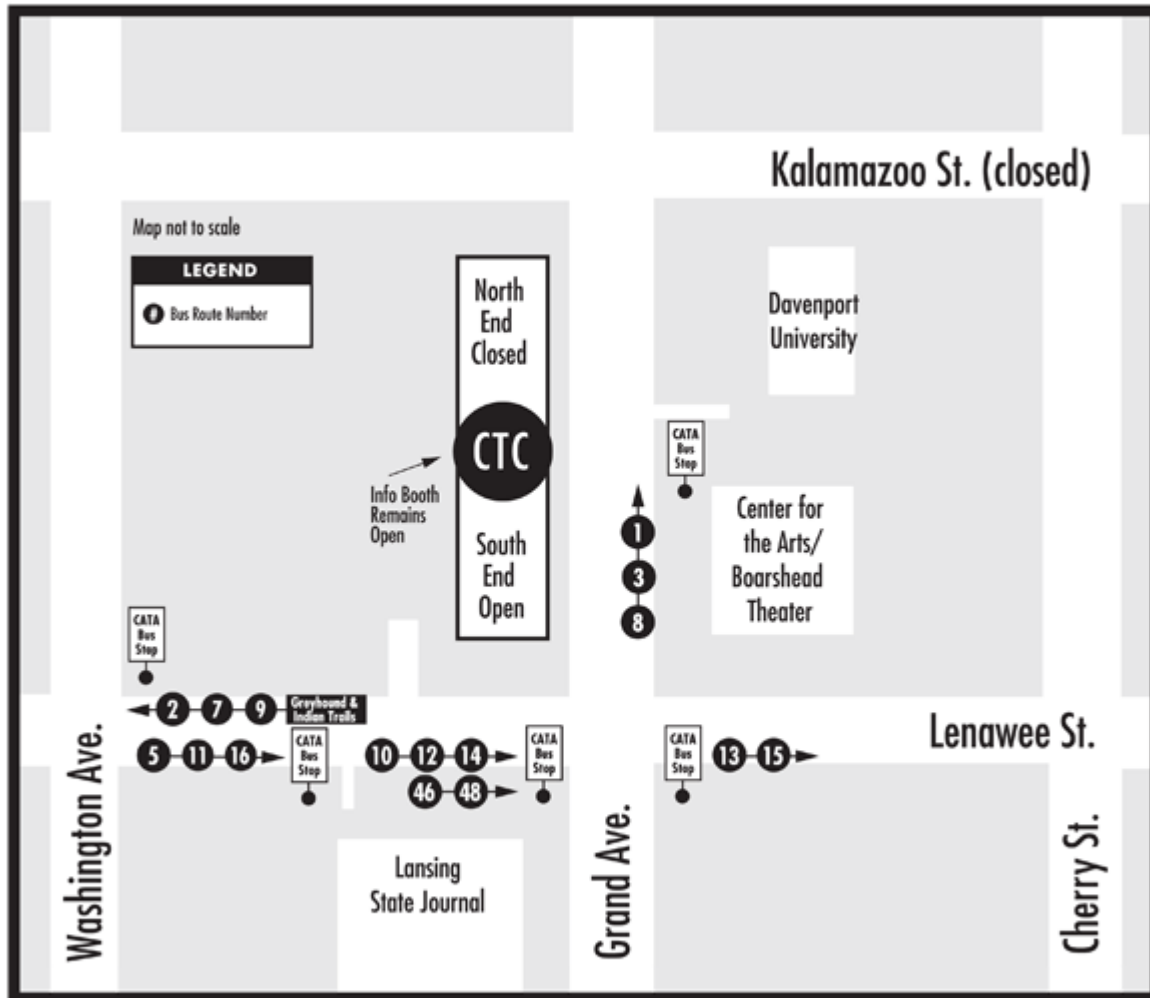 Kalamazoo St. (closed)
Map not to scale
LEGEND
# Bus Route Number
North
End
Closed
CTC
South
End
Open
Info Booth
Remains
Open
Davenport
University
CATA
Bus
Stop
1
3
8
Center for
the Arts/
Boarshead
Theater
CATA
Bus
Stop
2 7 9 Greyhound &
Indian Trails
5 11 16
CATA
Bus
Stop
10 12 14
46 48
CATA
Bus
Stop
CATA
Bus
Stop
13 15
Lenawee St.
Washington Ave.
Lansing
State Journal
Grand Ave.
Cherry St.